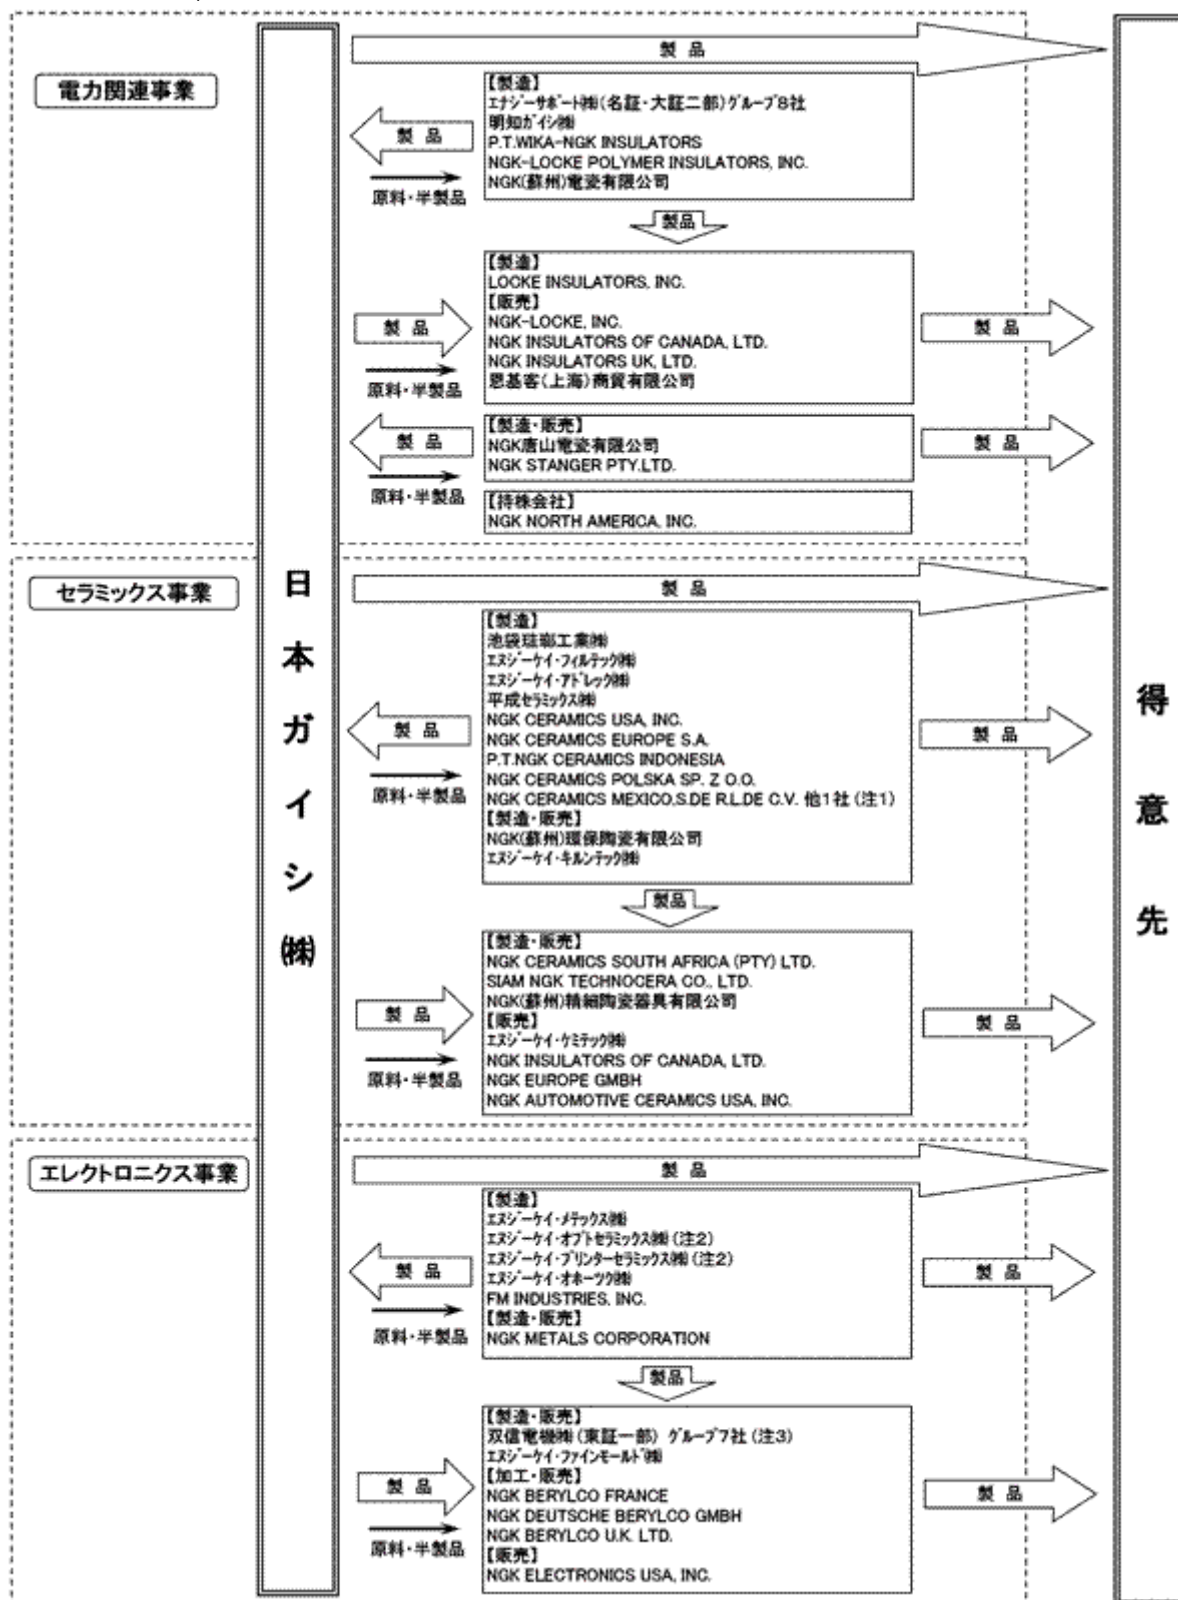 電力関連事業
製 品
【製造】
エナジーサポート㈱(名証・大証二部)グループ8社
明知ガイシ㈱
P.T.WIKA-NGK INSULATORS
NGK-LOCKE POLYMER INSULATORS, INC.
NGK(蘇州)電瓷有限公司
製 品
原料・半製品
製品
【製造】
LOCKE INSULATORS, INC.
【販売】
NGK-LOCKE, INC.
NGK INSULATORS OF CANADA, LTD.
NGK INSULATORS UK, LTD.
恩基客(上海)商貿有限公司
製 品
原料・半製品
製 品
【製造・販売】
NGK唐山電瓷有限公司
NGK STANGER PTY.LTD.
製 品
原料・半製品
製 品
【持株会社】
NGK NORTH AMERICA, INC.
日本ガイシ㈱
得意先
セラミックス事業
製 品
【製造】
池袋琺瑯工業㈱
エヌジーケイ・フィルテック㈱
エヌジーケイ・アドレック㈱
平成セラミックス㈱
NGK CERAMICS USA, INC.
NGK CERAMICS EUROPE S.A.
P.T.NGK CERAMICS INDONESIA
NGK CERAMICS POLSKA SP. Z O.O.
NGK CERAMICS MEXICO,S.DE R.L.DE C.V. 他1社 (注1)
【製造・販売】
NGK(蘇州)環保陶瓷有限公司
エヌジーケイ・キルンテック㈱
製 品
原料・半製品
製 品
製品
【製造・販売】
NGK CERAMICS SOUTH AFRICA (PTY) LTD.
SIAM NGK TECHNOCERA CO., LTD.
NGK(蘇州)精細陶瓷器具有限公司
【販売】
エヌジーケイ・ケミテック㈱
NGK INSULATORS OF CANADA, LTD.
NGK EUROPE GMBH
NGK AUTOMOTIVE CERAMICS USA, INC.
製 品
原料・半製品
製 品
エレクトロニクス事業
製 品
【製造】
エヌジーケイ・メテックス㈱
エヌジーケイ・オプトセラミックス㈱ (注2)
エヌジーケイ・プリンターセラミックス㈱ (注2)
エヌジーケイ・オホーツク㈱
FM INDUSTRIES, INC.
【製造・販売】
NGK METALS CORPORATION
製 品
原料・半製品
製 品
製品
【製造・販売】
双信電機㈱ (東証一部) グループ7社 (注3)
エヌジーケイ・ファインモールド㈱
【加工・販売】
NGK BERYLCO FRANCE
NGK DEUTSCHE BERYLCO GMBH
NGK BERYLCO U.K. LTD.
【販売】
NGK ELECTRONICS USA, INC.
製 品
原料・半製品
製 品